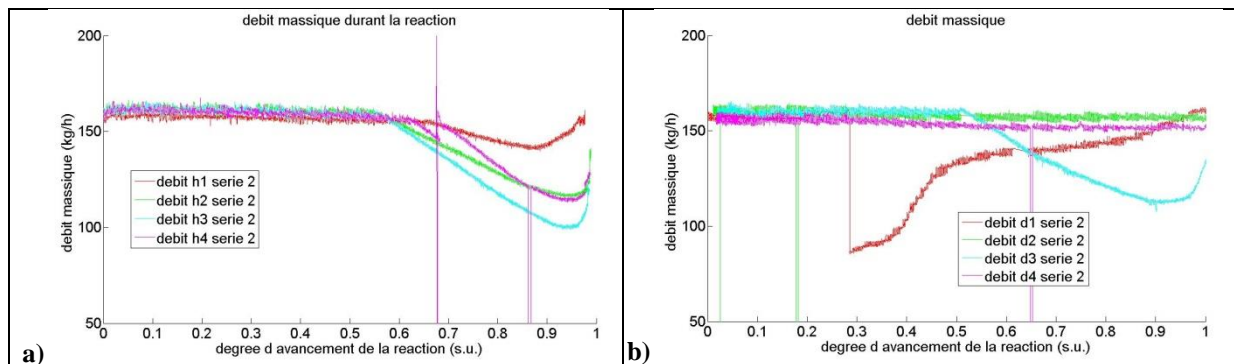 debit massique durant la reaction
200
150
100
50
debit massique (kg/h)
debit h1 serie 2
debit h2 serie 2
debit h3 serie 2
debit h4 serie 2
0 0.1 0.2 0.3 0.4 0.5 0.6 0.7 0.8 0.9 1
degree d avancement de la reaction (s.u.)
a)
debit massique
200
150
100
50
debit massique (kg/h)
debit d1 serie 2
debit d2 serie 2
debit d3 serie 2
debit d4 serie 2
0 0.1 0.2 0.3 0.4 0.5 0.6 0.7 0.8 0.9 1
degree d avancement de la reaction (s.u.)
b)